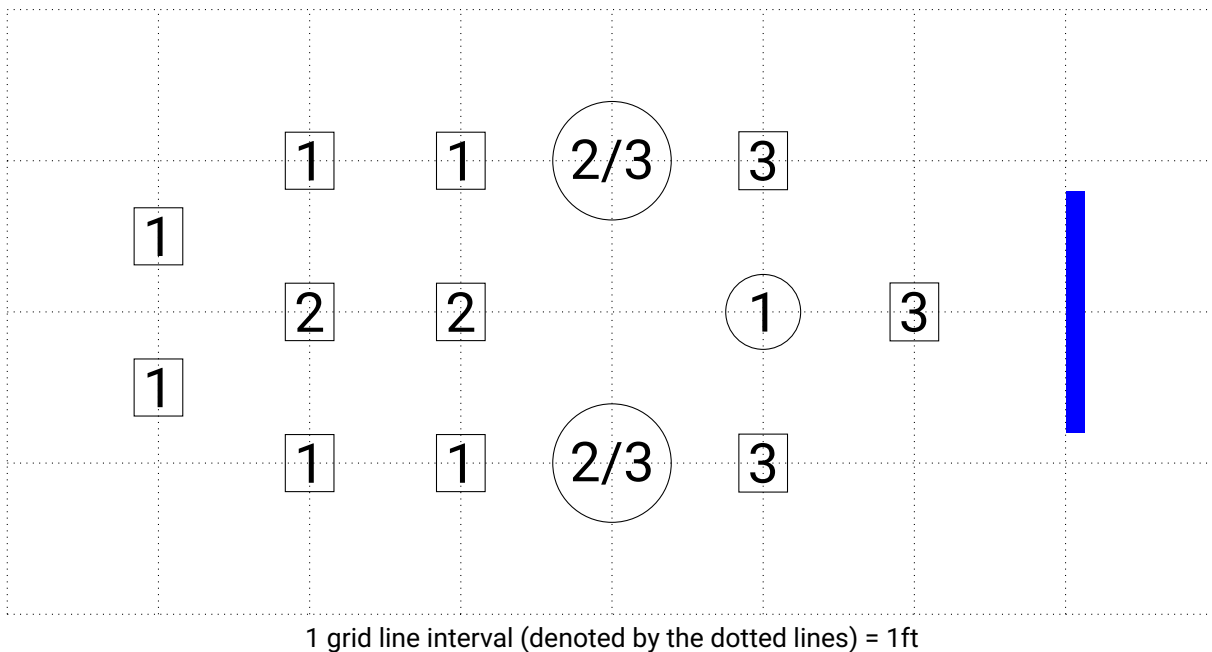 1 1 2/3 3
1
2 2 1 3
1
1 1 2/3 3
1 grid line interval (denoted by the dotted lines) = 1ft